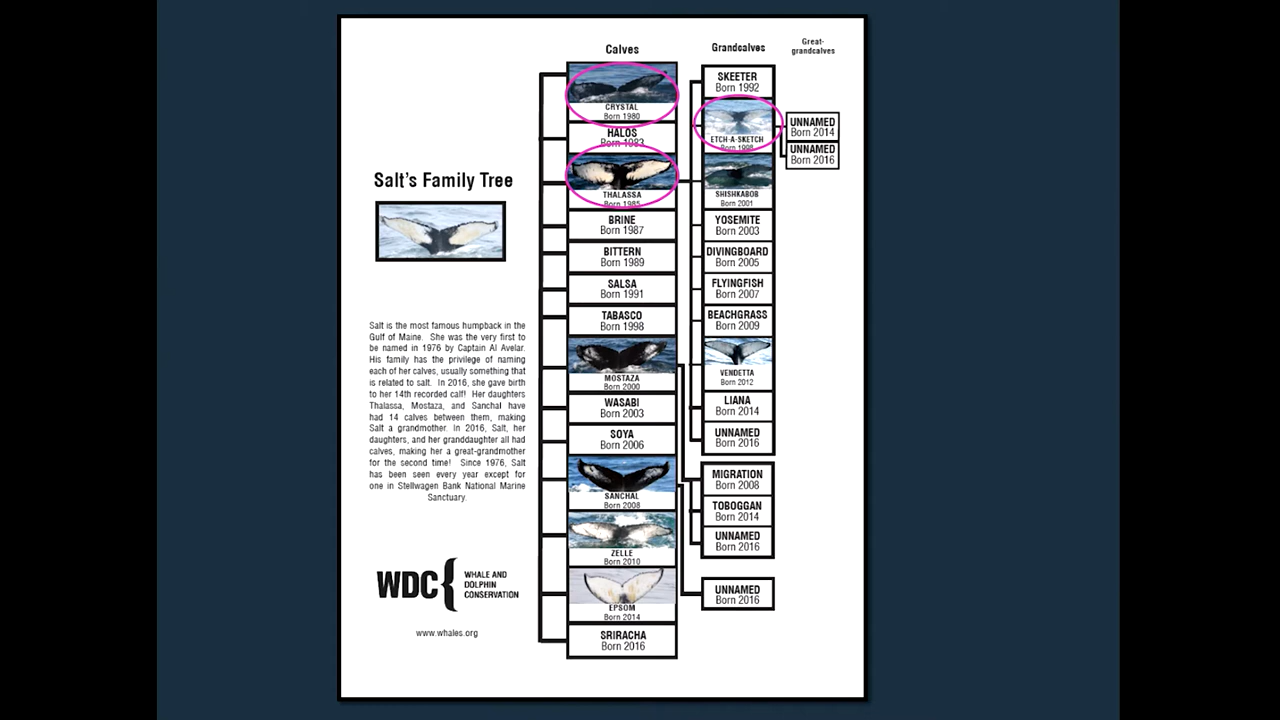 Salt's Family Tree
Salt is the most famous humpback in the
Gulf of Maine. She was the very first to
be named in 1976 by Captain Al Avelar.
His family has the privilege of naming
each of her calves, usually something that
is related to salt. In 2016, she gave birth
to her 14th recorded calf! Her daughters
Thalassa, Mostaza, and Sanchal have
had 14 calves between them, making
Salt a grandmother. In 2016, Salt, her
daughters, and her granddaughter all had
calves, making her a great-grandmother
for the second time! Since 1976, Salt
has been seen every year except for
one in Stellwagen Bank National Marine
Sanctuary.
WDC
WHALE AND
DOLPHIN
CONSERVATION
www.whales.org
Calves
CRYSTAL
Born 1980
HALOS
Born 1983
THALASSA
Born 1985
BRINE
Born 1987
BITTERN
Born 1989
SALSA
Born 1991
TABASCO
Born 1998
MOSTAZA
Born 2000
WASABI
Born 2003
SOYA
Born 2006
SANCHAL
Born 2008
ZELLE
Born 2010
EPSOM
Born 2014
SRIRACHA
Born 2016
Grandcalves
SKEETER
Born 1992
ETCH-A-SKETCH
Born 1998
SHISHKABOB
Born 2001
YOSEMITE
Born 2003
DIVINGBOARD
Born 2005
FLYINGFISH
Born 2007
BEACHGRASS
Born 2009
VENDETTA
Born 2012
LIANA
Born 2014
UNNAMED
Born 2016
MIGRATION
Born 2008
TOBOGGAN
Born 2014
UNNAMED
Born 2016
UNNAMED
Born 2016
Great-
grandcalves
UNNAMED
Born 2014
UNNAMED
Born 2016